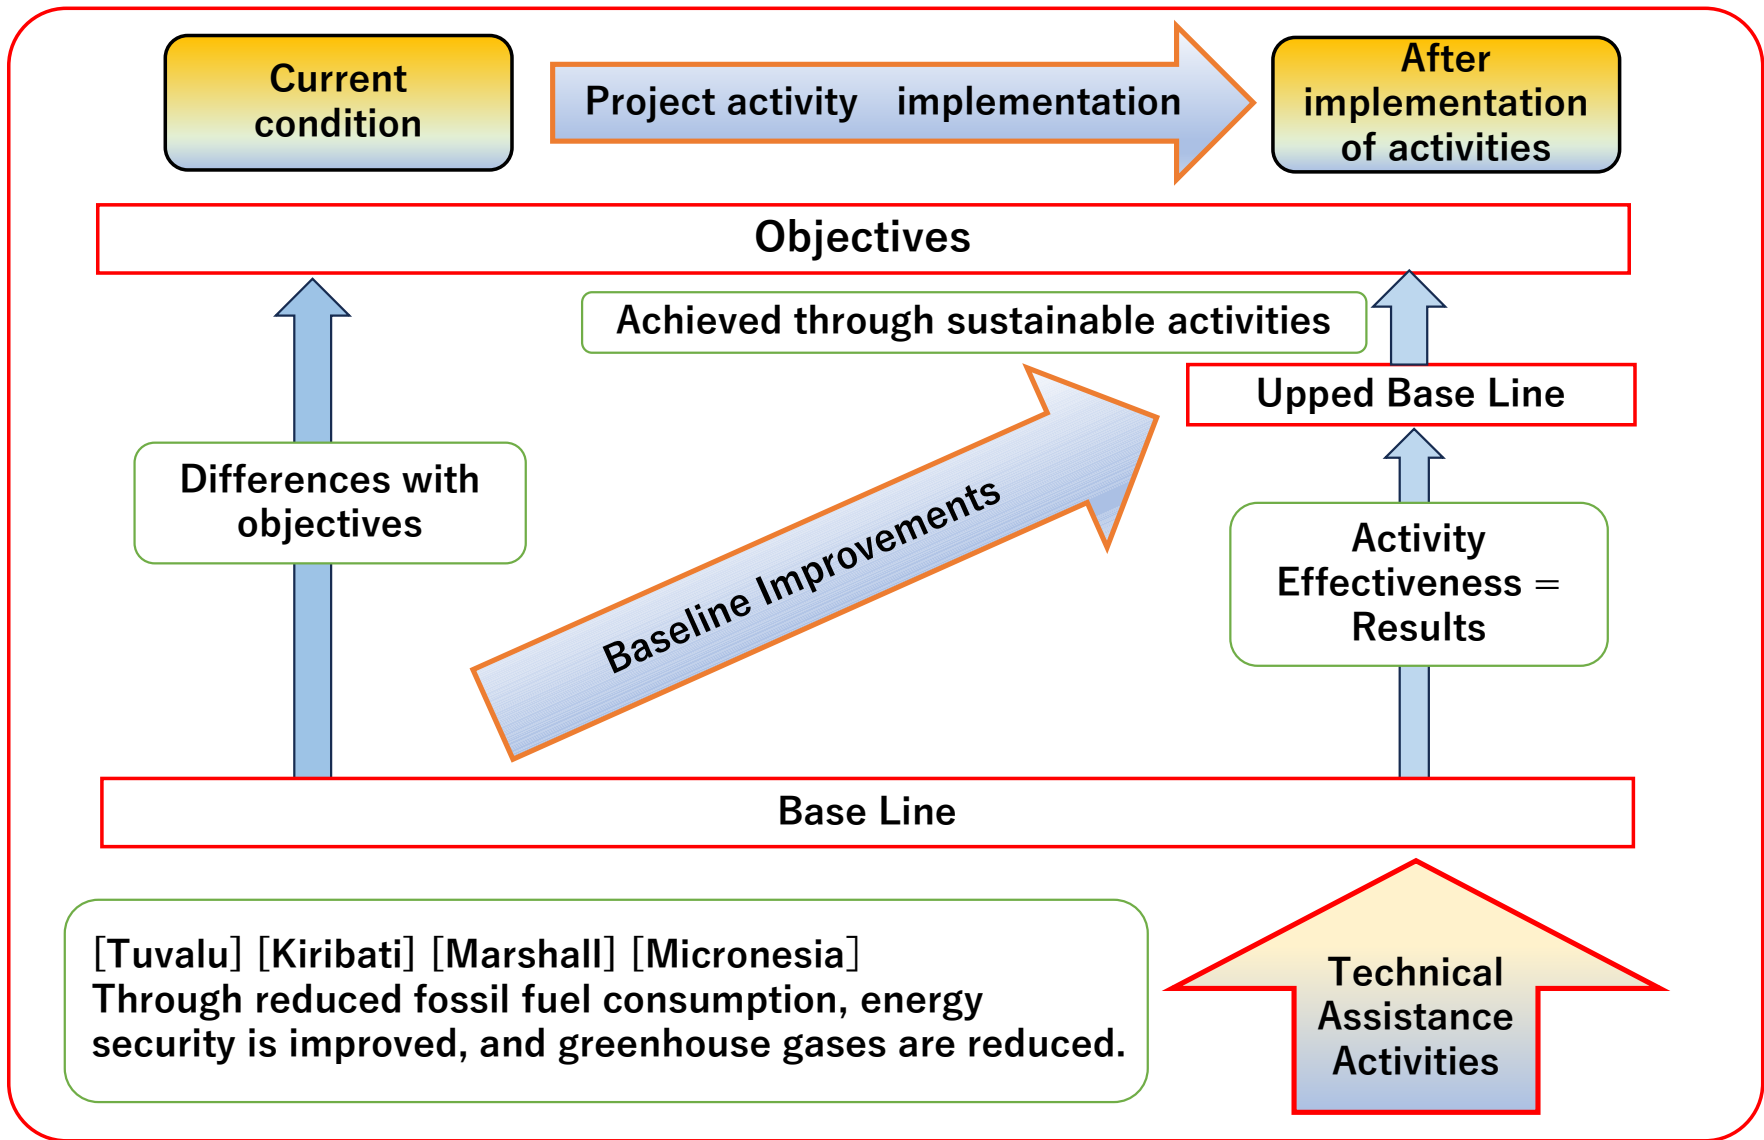 Current
condition
Project activity　implementation
After
implementation
of activities
Objectives
Achieved through sustainable activities
Upped Base Line
Differences with
objectives
Baseline Improvements
Activity
Effectiveness＝
Results
Base Line
[Tuvalu] [Kiribati] [Marshall] [Micronesia]
Through reduced fossil fuel consumption, energy
security is improved, and greenhouse gases are reduced.
Technical
Assistance
Activities